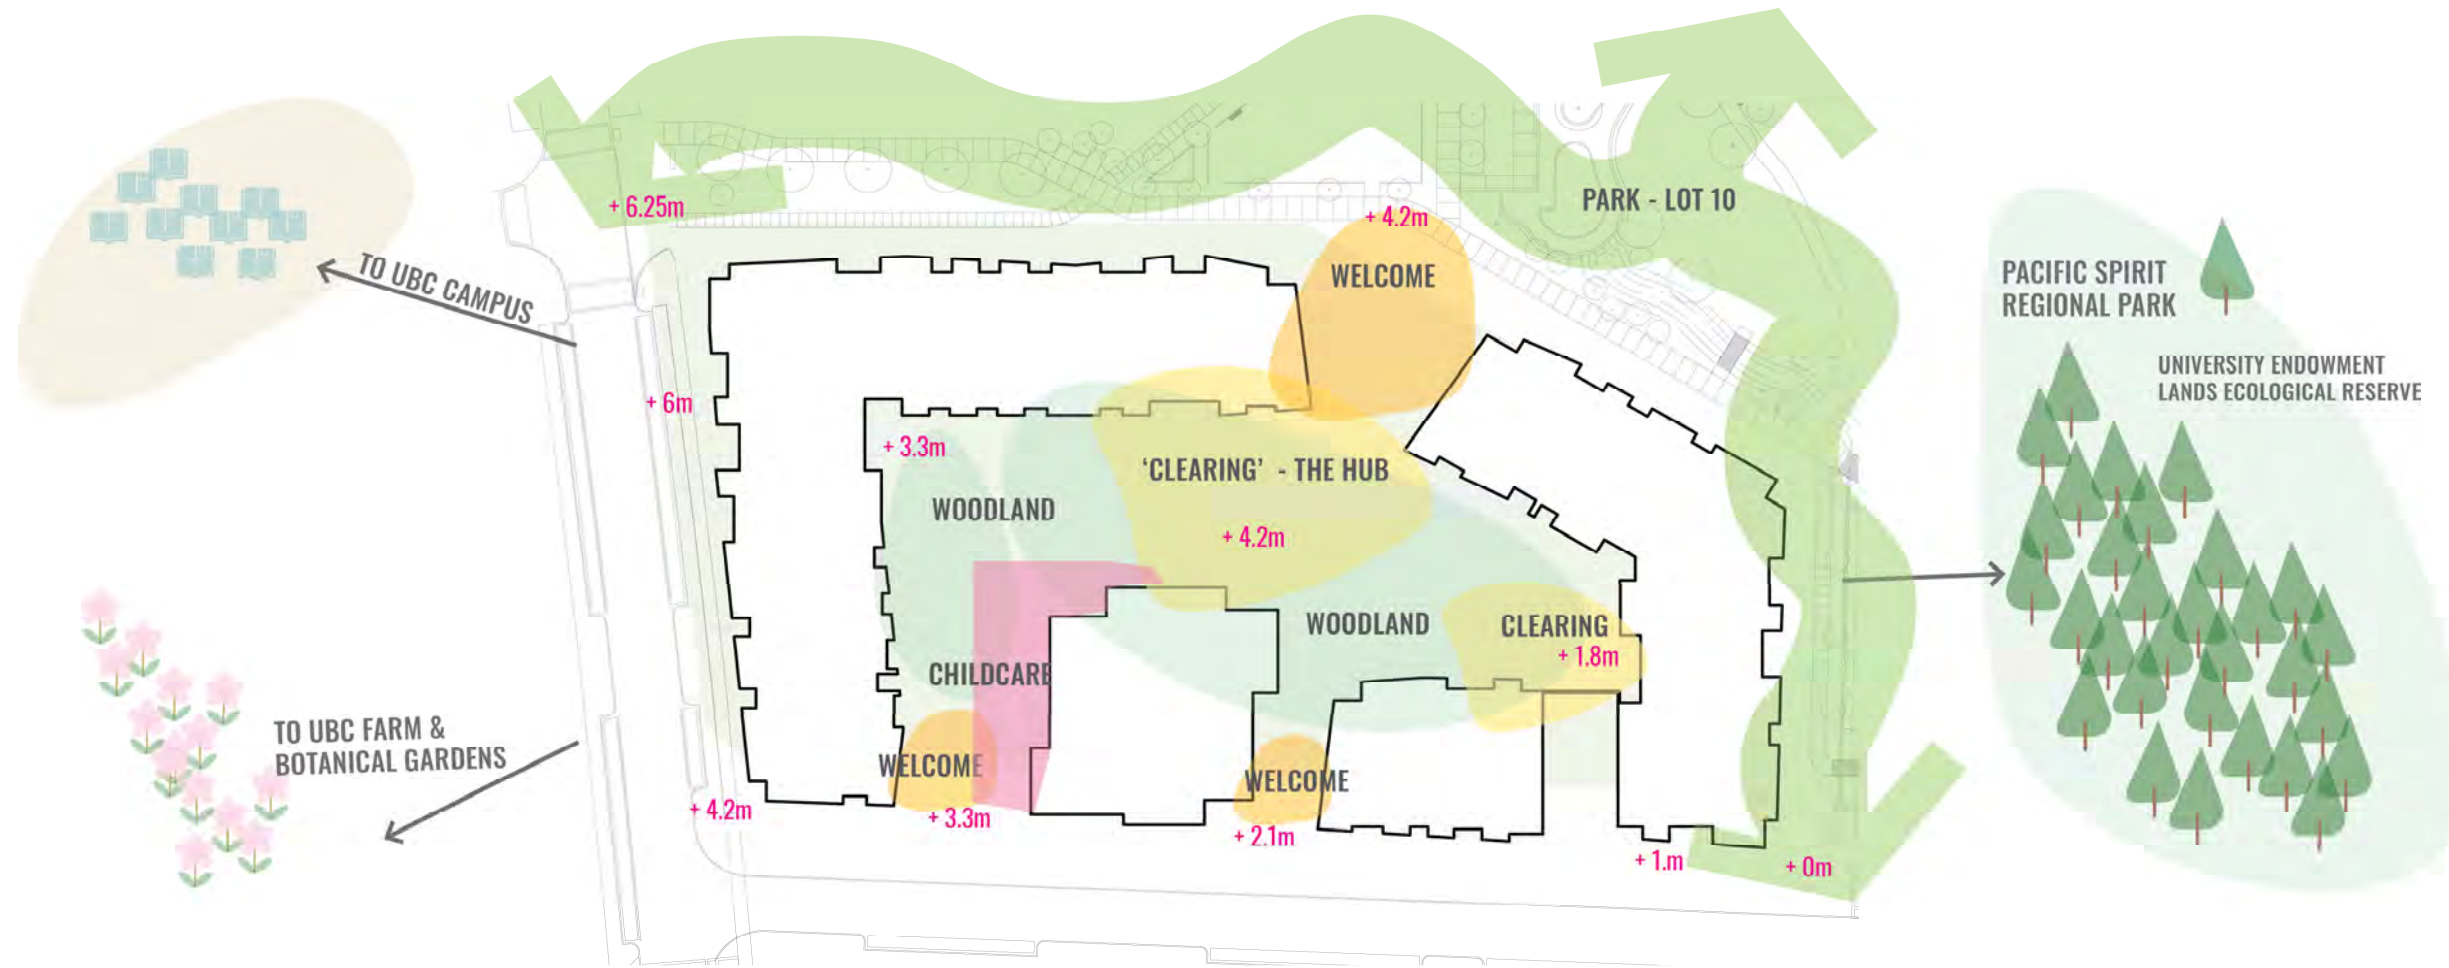 + 6.25m
+ 4.2m
PARK - LOT 10
WELCOME
TO UBC CAMPUS
PACIFIC SPIRIT
REGIONAL PARK
UNIVERSITY ENDOWMENT
LANDS ECOLOGICAL RESERVE
+ 6m
+ 3.3m
'CLEARING' - THE HUB
WOODLAND
+ 4.2m
WOODLAND
CLEARING
+ 1.8m
CHILDCARE
TO UBC FARM &
BOTANICAL GARDENS
WELCOME
WELCOME
+ 4.2m
+ 3.3m
+ 2.1m
+ 1.m
+ 0m